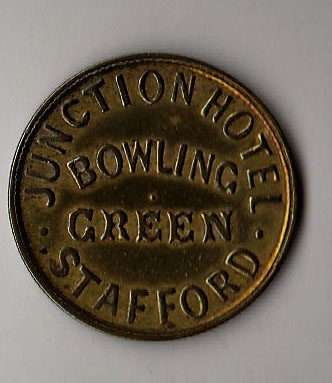 JUNCTION HOTEL
BOWLING
GREEN
STAFFORD